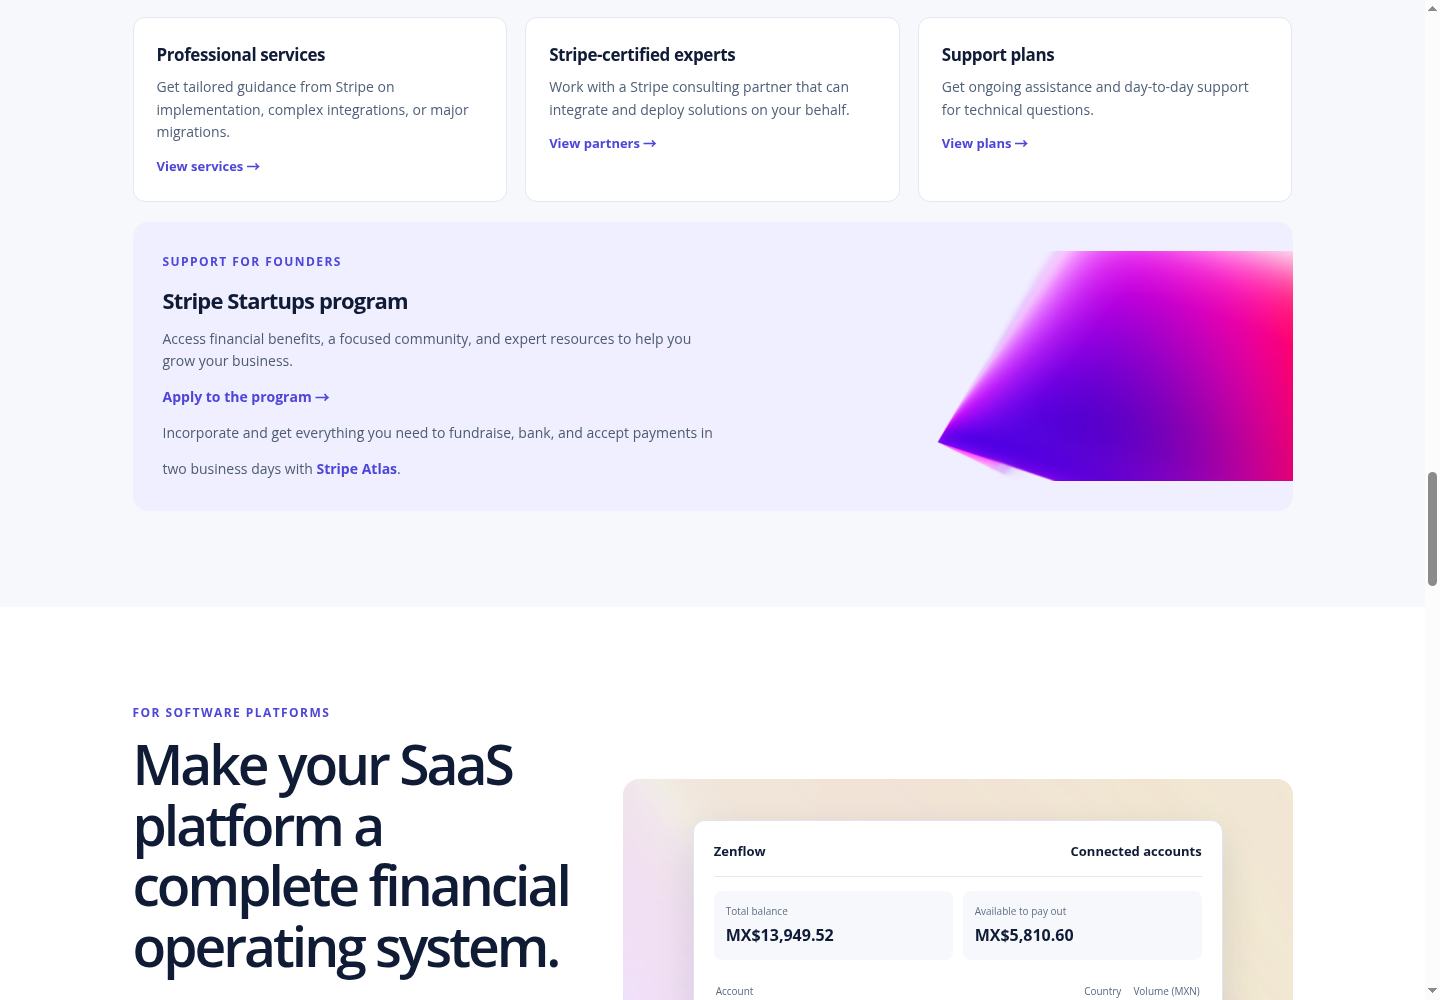 Professional services
Get tailored guidance from Stripe on
implementation, complex integrations, or major
migrations.
View services →
Stripe-certified experts
Work with a Stripe consulting partner that can
integrate and deploy solutions on your behalf.
View partners →
Support plans
Get ongoing assistance and day-to-day support
for technical questions.
View plans →
SUPPORT FOR FOUNDERS
Stripe Startups program
Access financial benefits, a focused community, and expert resources to help you
grow your business.
Apply to the program →
Incorporate and get everything you need to fundraise, bank, and accept payments in
two business days with Stripe Atlas.
FOR SOFTWARE PLATFORMS
Make your SaaS
platform a
complete financial
operating system.
Zenflow Connected accounts
Total balance
MX$13,949.52
Available to pay out
MX$5,810.60
Account Country Volume (MXN)